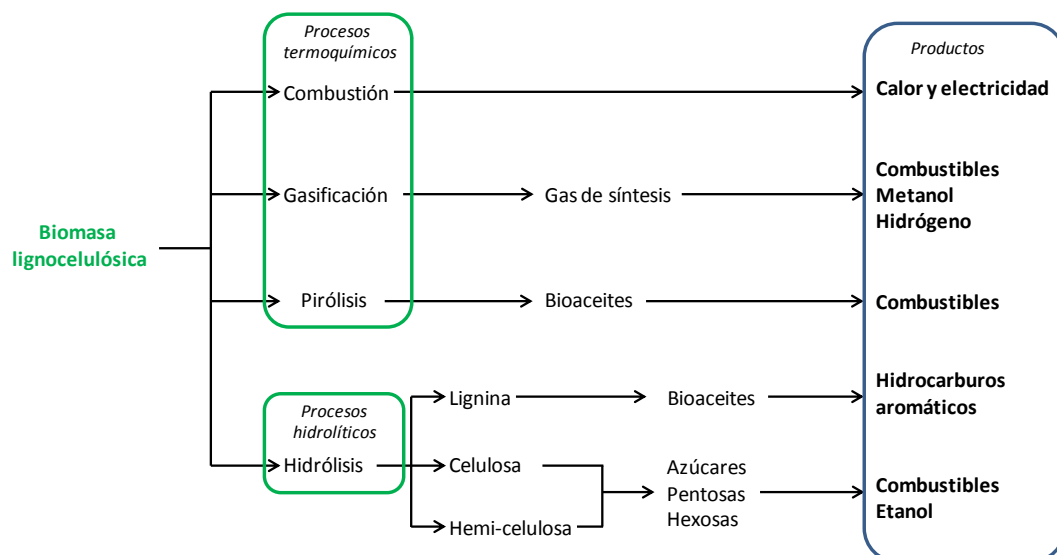 Procesos
termoquímicos
Productos
Combustión
Calor y electricidad
Gasificación
Gas de síntesis
Combustibles
Metanol
Hidrógeno
Biomasa
lignocelulósica
Pirólisis
Bioaceites
Combustibles
Procesos
hidrolíticos
Hidrólisis
Lignina
Bioaceites
Hidrocarburos
aromáticos
Celulosa
Hemi-celulosa
Azúcares
Pentosas
Hexosas
Combustibles
Etanol